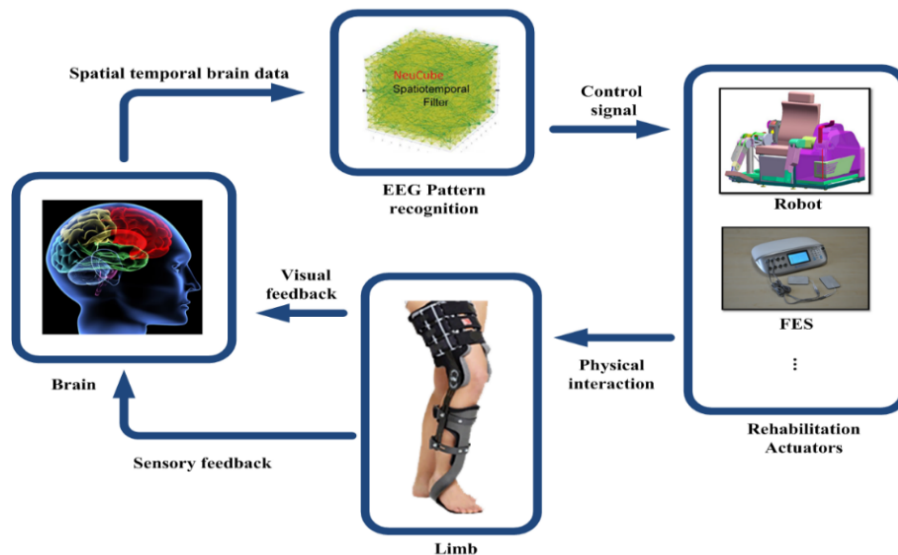 Spatial temporal brain data
NeuCube
Spatiotemporal
Filter
EEG Pattern
recognition
Control
signal
Robot
FES
...
Rehabilitation
Actuators
Physical
interaction
Visual
feedback
Brain
Sensory feedback
Limb